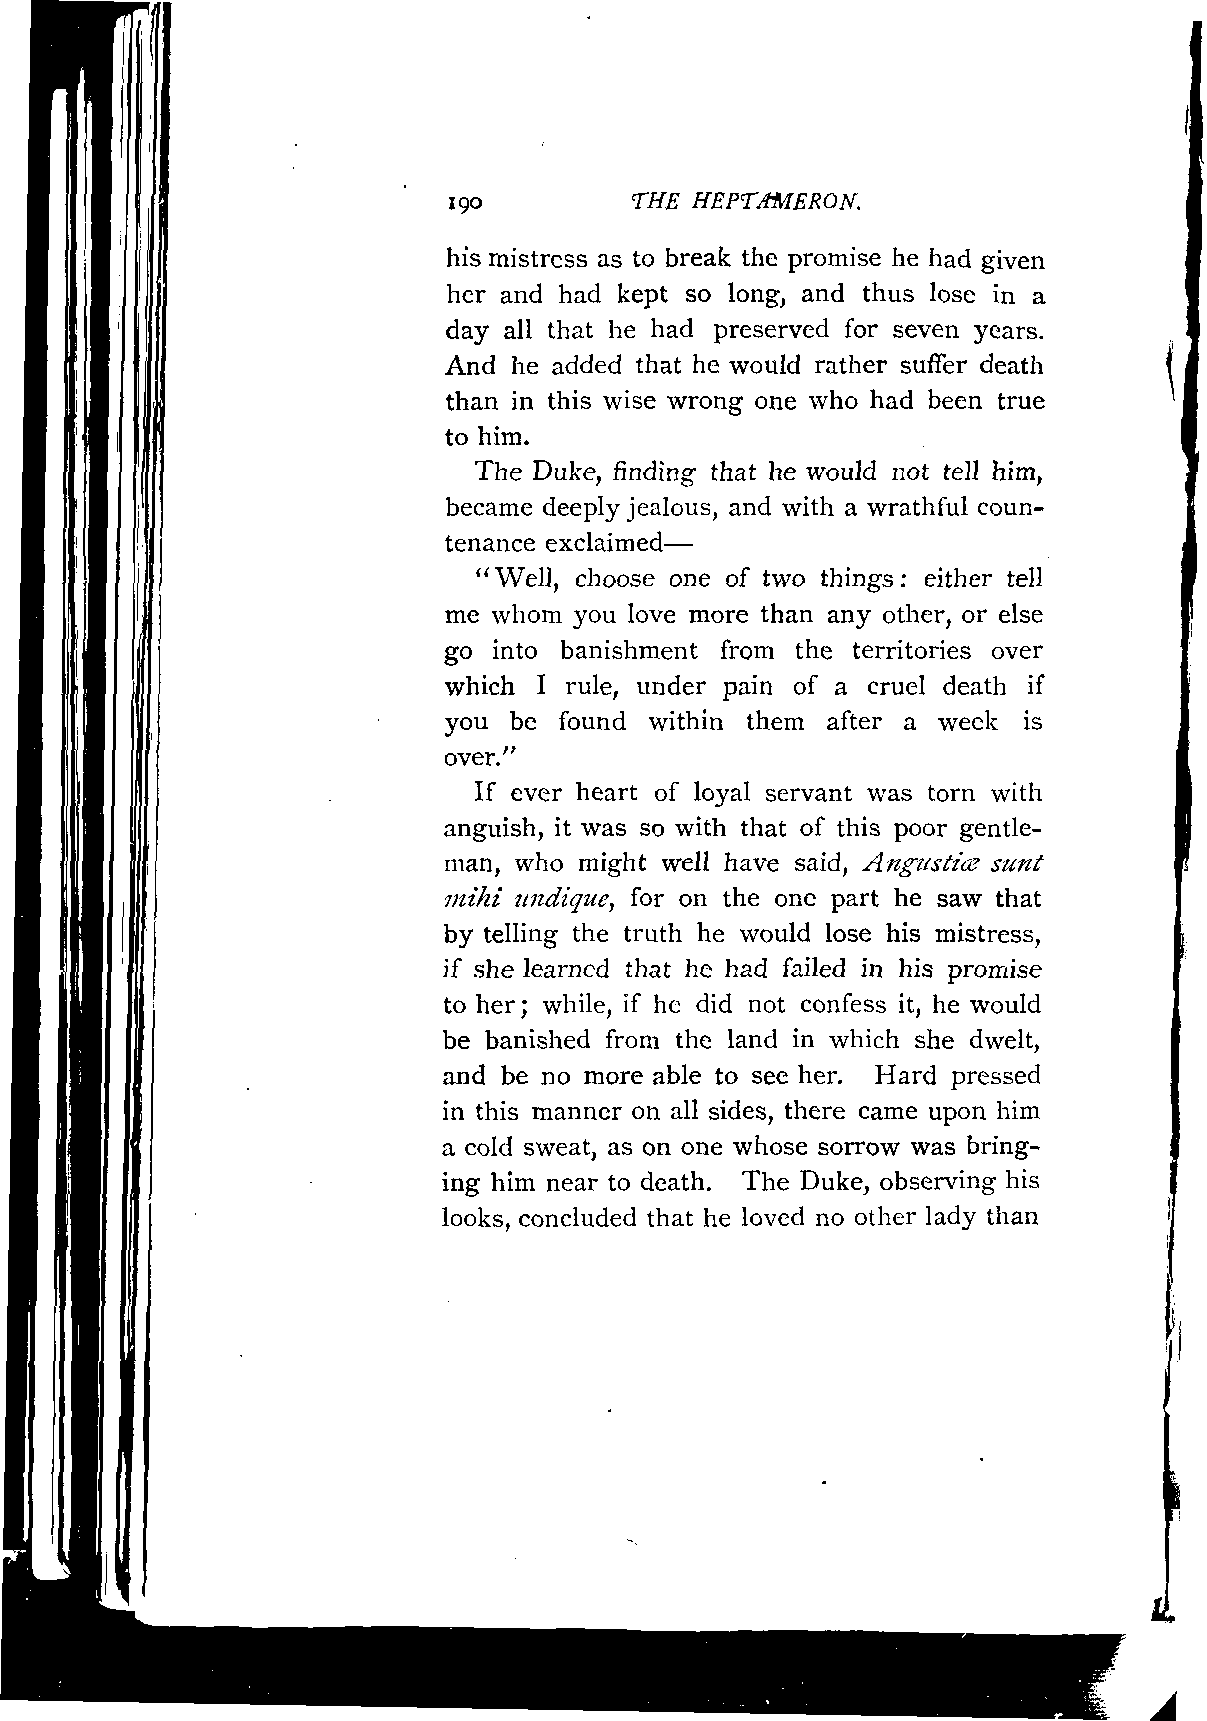 190 THE HEPTAMERON.
his mistress as to break the promise he had given
her and had kept so long, and thus lose in a
day all that he had preserved for seven years.
And he added that he would rather suffer death
than in this wise wrong one who had been true
to him.
The Duke, finding that he would not tell him,
became deeply jealous, and with a wrathful coun-
tenance exclaimed—
“Well, choose one of two things: either tell
me whom you love more than any other, or else
go into banishment from the territories over
which I rule, under pain of a cruel death if
you be found within them after a week is
over.”
If ever heart of loyal servant was torn with
anguish, it was so with that of this poor gentle-
man, who might well have said, Angustiæ sunt
mihi undique, for on the one part he saw that
by telling the truth he would lose his mistress,
if she learned that he had failed in his promise
to her; while, if he did not confess it, he would
be banished from the land in which she dwelt,
and be no more able to see her. Hard pressed
in this manner on all sides, there came upon him
a cold sweat, as on one whose sorrow was bring-
ing him near to death. The Duke, observing his
looks, concluded that he loved no other lady than